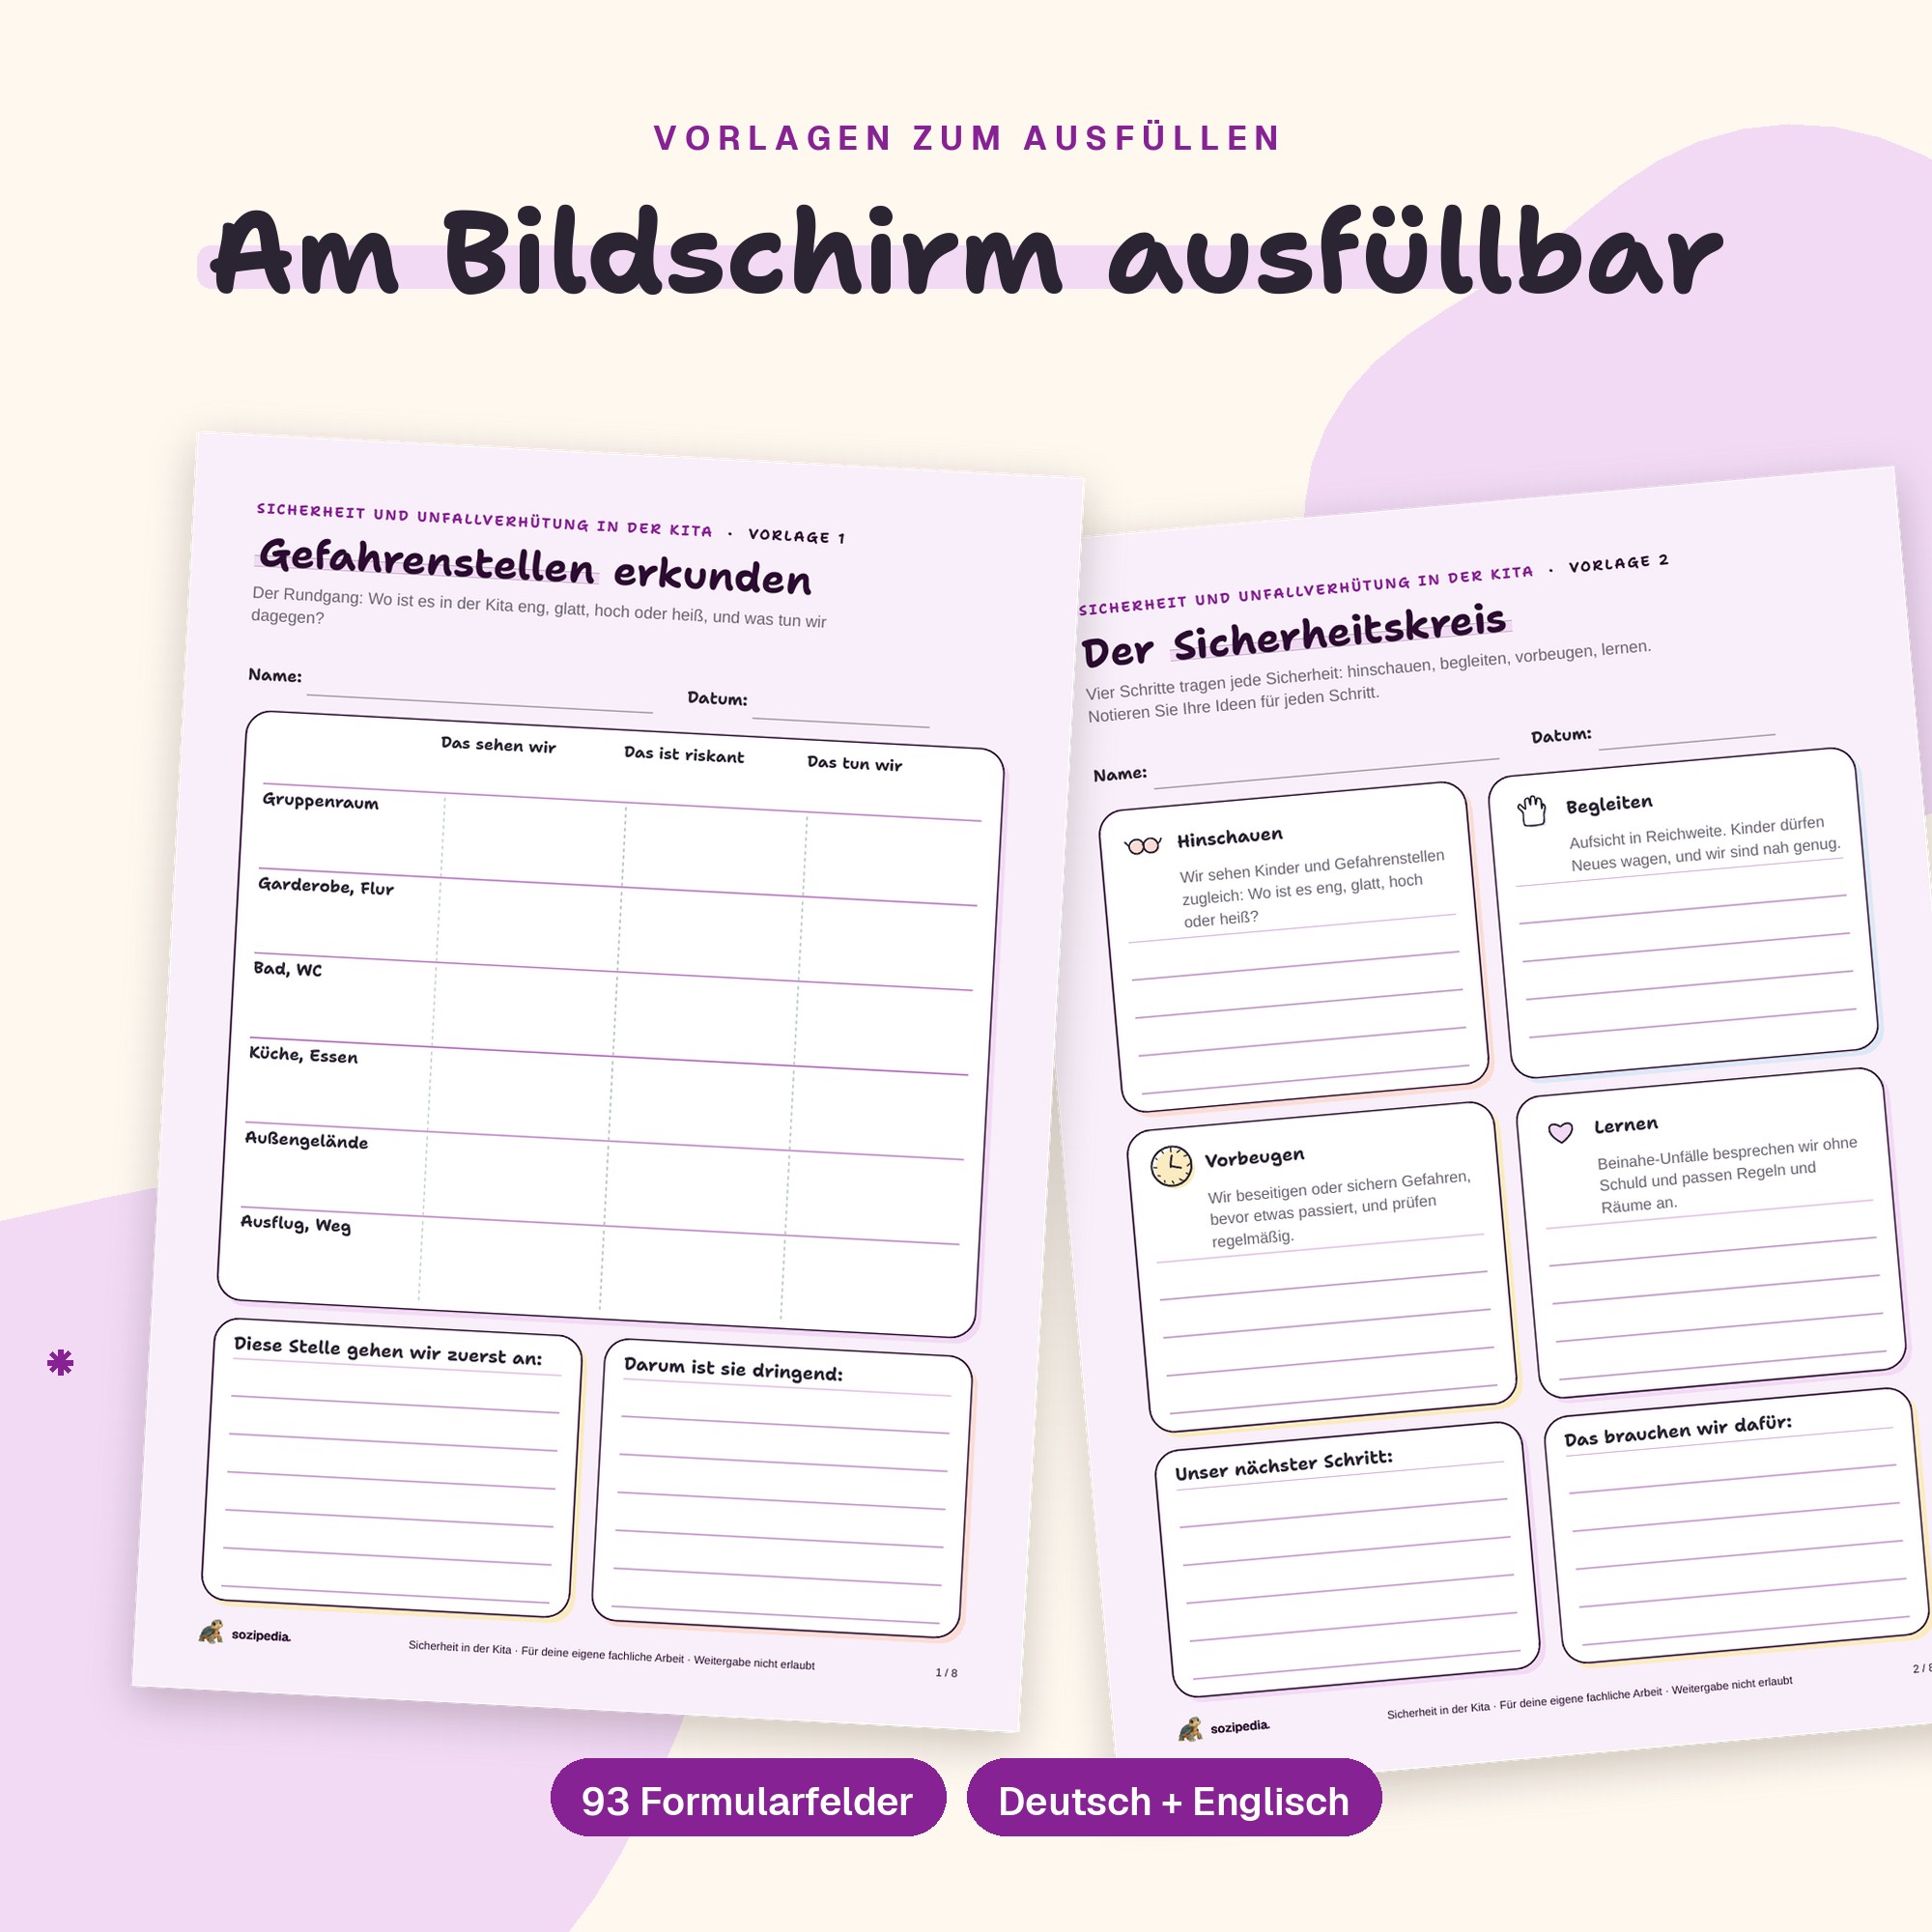 VORLAGEN ZUM AUSFÜLLEN
Am Bildschirm ausfüllbar
SICHERHEIT UND UNFALLVERHÜTUNG IN DER KITA · VORLAGE 1
Gefahrenstellen erkunden
Der Rundgang: Wo ist es in der Kita eng, glatt, hoch oder heiß, und was tun wir
dagegen?
Name:
Datum:
Das sehen wir
Das ist riskant
Das tun wir
Gruppenraum
Garderobe, Flur
Bad, WC
Küche, Essen
Außengelände
Ausflug, Weg
Diese Stelle gehen wir zuerst an:
Darum ist sie dringend:
sozipedia.
Sicherheit in der Kita · Für deine eigene fachliche Arbeit · Weitergabe nicht erlaubt
1 / 8
SICHERHEIT UND UNFALLVERHÜTUNG IN DER KITA · VORLAGE 2
Der Sicherheitskreis
Vier Schritte tragen jede Sicherheit: hinschauen, begleiten, vorbeugen, lernen.
Notieren Sie Ihre Ideen für jeden Schritt.
Name:
Datum:
Hinschauen
Wir sehen Kinder und Gefahrenstellen
zugleich: Wo ist es eng, glatt, hoch
oder heiß?
Begleiten
Aufsicht in Reichweite. Kinder dürfen
Neues wagen, und wir sind nah genug.
Vorbeugen
Wir beseitigen oder sichern Gefahren,
bevor etwas passiert, und prüfen
regelmäßig.
Lernen
Beinahe-Unfälle besprechen wir ohne
Schuld und passen Regeln und
Räume an.
Unser nächster Schritt:
Das brauchen wir dafür:
sozipedia.
Sicherheit in der Kita · Für deine eigene fachliche Arbeit · Weitergabe nicht erlaubt
2 / 8
93 Formularfelder
Deutsch + Englisch